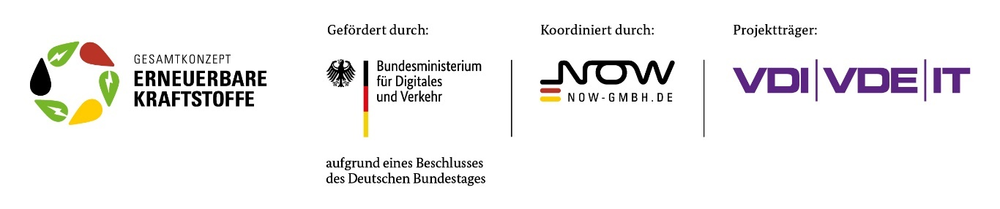 GESAMTKONZEPT
ERNEUERBARE
KRAFTSTOFFE
Gefördert durch:
Bundesministerium
für Digitales
und Verkehr
aufgrund eines Beschlusses
des Deutschen Bundestages
Koordiniert durch:
NOW
NOW-GMBH.DE
Projektträger:
VDI|VDE|IT